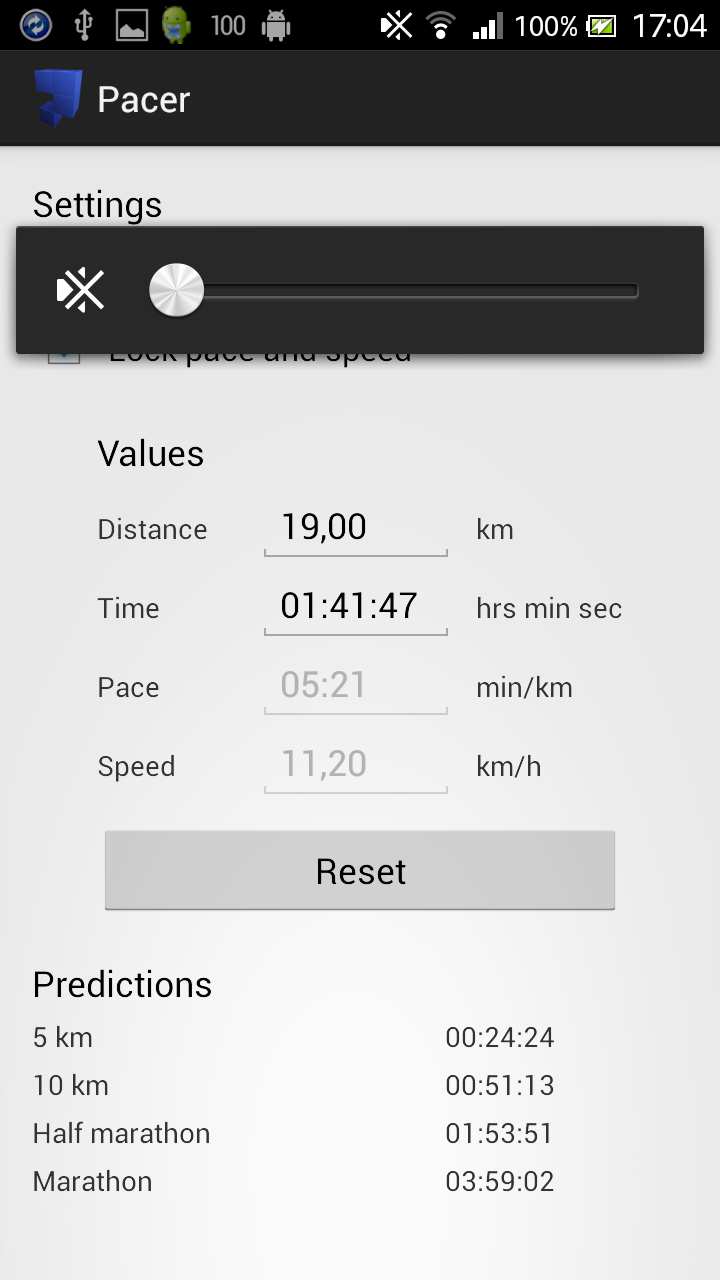 100 100% 17:04
Pacer
Settings
Lock pace and speed
Values
Distance 19,00 km
Time 01:41:47 hrs min sec
Pace 05:21 min/km
Speed 11,20 km/h
Reset
Predictions
5 km 00:24:24
10 km 00:51:13
Half marathon 01:53:51
Marathon 03:59:02